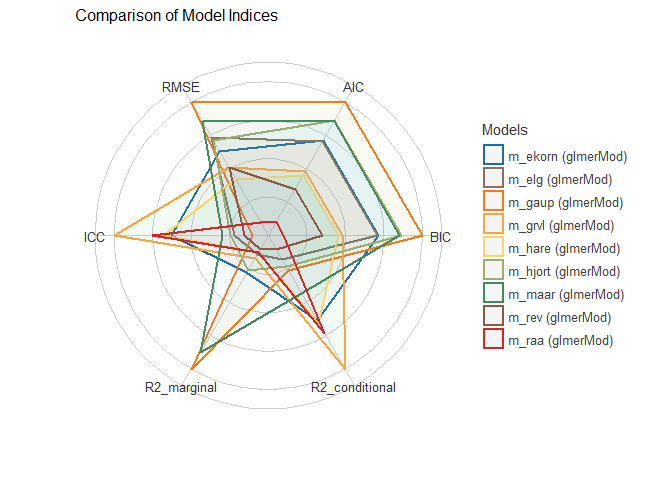 Comparison of Model Indices
RMSE
AIC
ICC
BIC
R2_marginal
R2_conditional
Models
m_ekorn (glmerMod)
m_elg (glmerMod)
m_gaup (glmerMod)
m_grvl (glmerMod)
m_hare (glmerMod)
m_hjort (glmerMod)
m_maar (glmerMod)
m_rev (glmerMod)
m_raa (glmerMod)